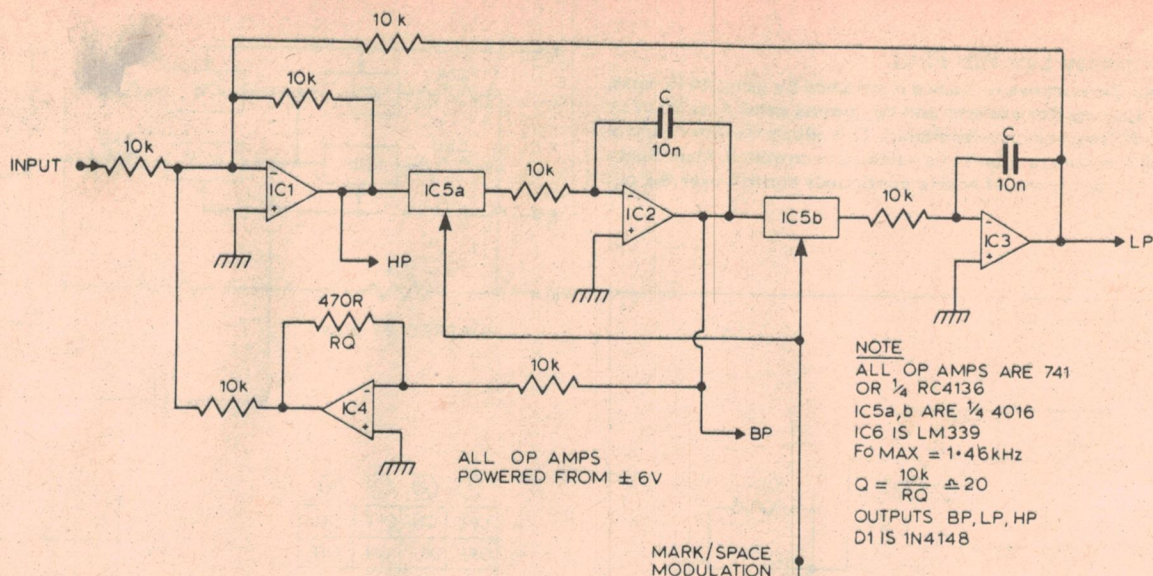 10k
10k
C
10n
C
10n
INPUT
10k
IC1
IC5a
10k
IC2
IC5b
10k
IC3
LP
HP
470R
RQ
10k
IC4
10k
BP
ALL OP AMPS
POWERED FROM ± 6V
NOTE
ALL OP AMPS ARE 741
OR 1/4 RC4136
IC5a,b ARE 1/4 4016
IC6 IS LM339
Fo MAX = 1·46kHz
Q = 10k/RQ ≏ 20
OUTPUTS BP, LP, HP
D1 IS 1N4148
MARK/SPACE
MODULATION